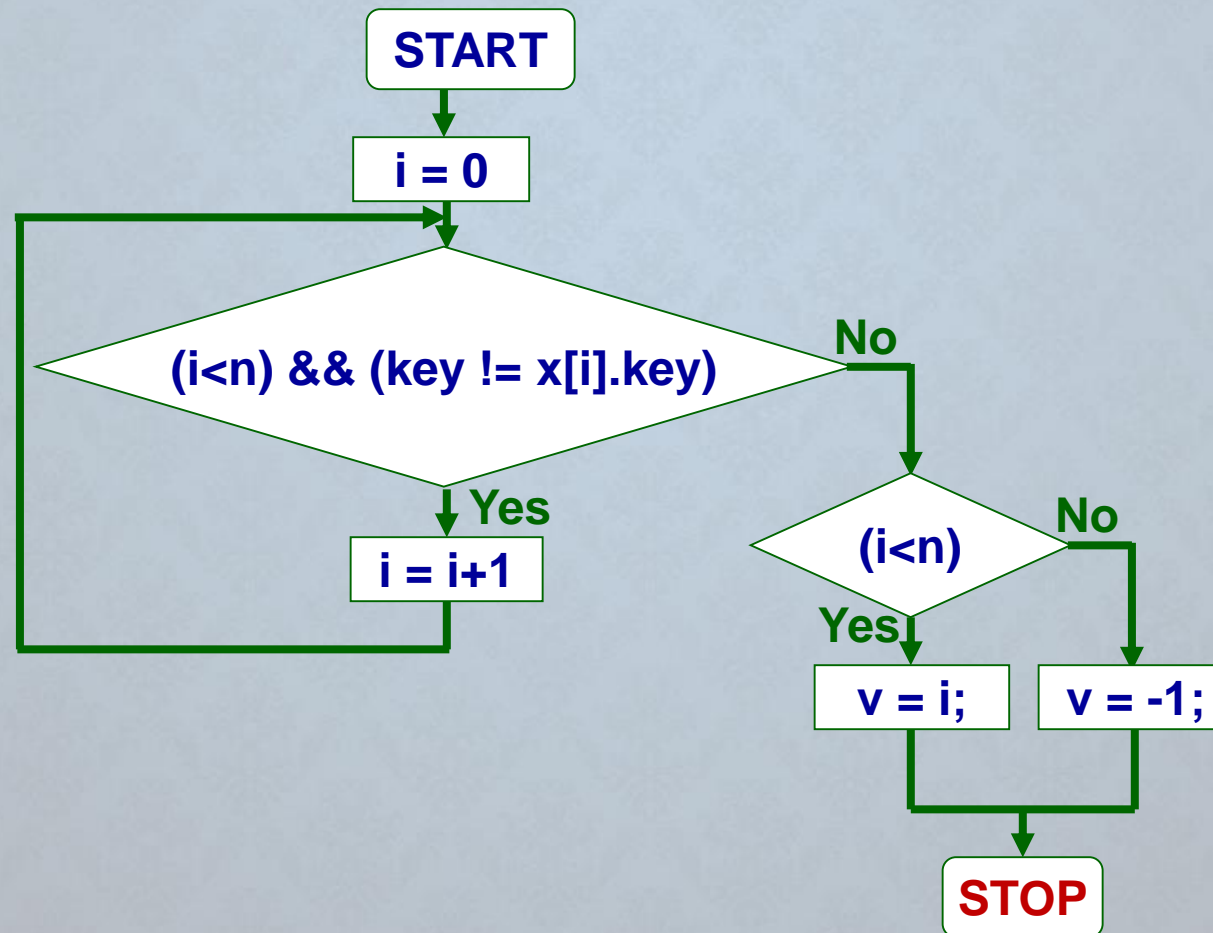 START
i = 0
(i<n) && (key != x[i].key)
No
Yes
i = i+1
(i<n)
No
Yes
v = i;
v = -1;
STOP